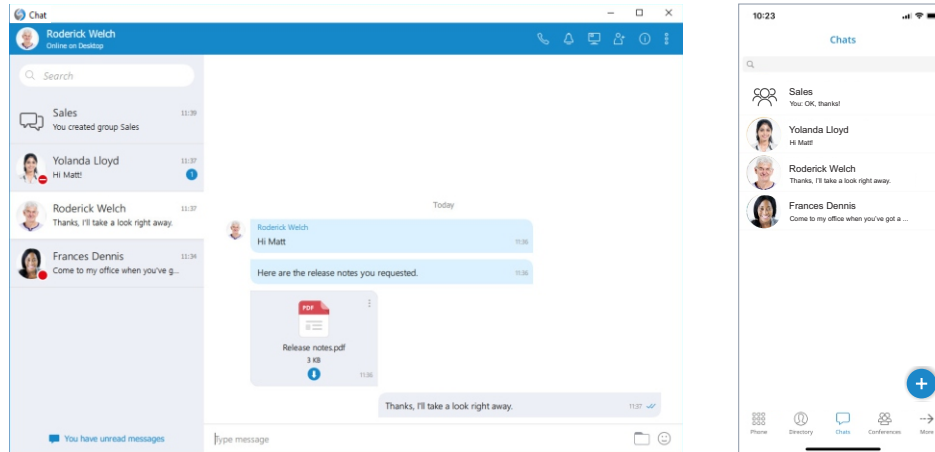 Chat
Roderick Welch
Online on Desktop
Search
Sales 11:39
You created group Sales
Yolanda Lloyd 11:37
Hi Matt! 1
Roderick Welch 11:37
Thanks, I'll take a look right away.
Frances Dennis 11:34
Come to my office when you've g...
You have unread messages
Today
Roderick Welch
Hi Matt 11:36
Here are the release notes you requested. 11:36
PDF
Release notes.pdf
3 KB
11:36
Thanks, I'll take a look right away. 11:37
Type message
10:23
Chats
Sales
You: OK, thanks!
Yolanda Lloyd
Hi Matt!
Roderick Welch
Thanks, I'll take a look right away.
Frances Dennis
Come to my office when you've got a ...
Phone Directory Chats Conferences More